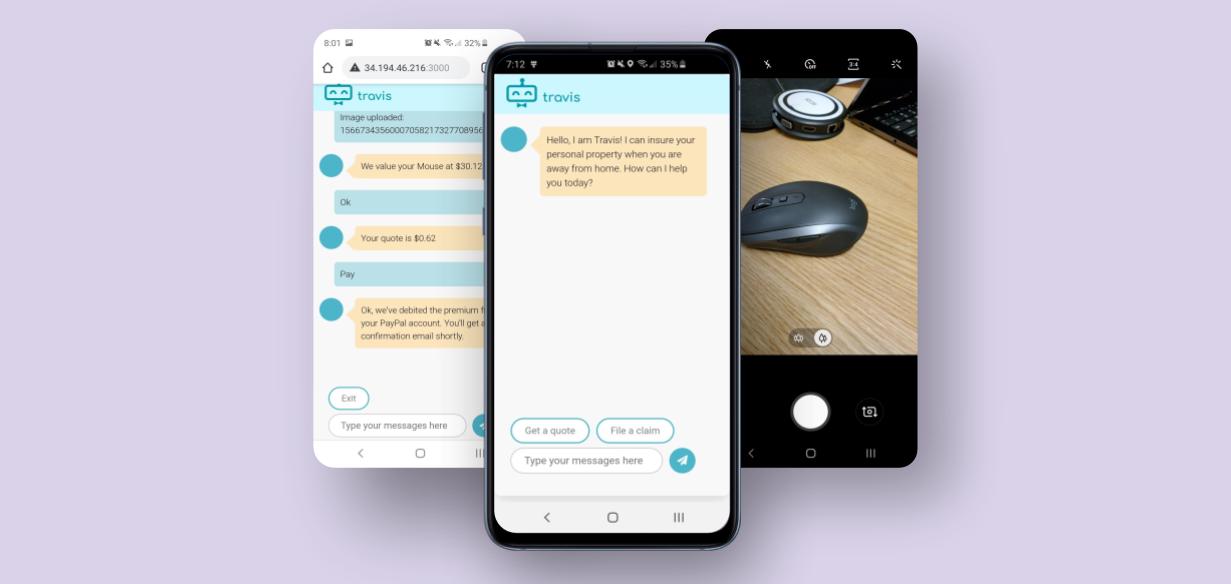 8:01
32%
34.194.46.216:3000
travis
Image uploaded:
1566734356000705821732770895
We value your Mouse at $30.12
Ok
Your quote is $0.62
Pay
Ok, we've debited the premium
your PayPal account. You'll get
confirmation email shortly.
Exit
Type your messages here
7:12
35%
travis
Hello, I am Travis! I can insure your
personal property when you are
away from home. How can I help
you today?
Get a quote
File a claim
Type your messages here
OFF
3:4
logi